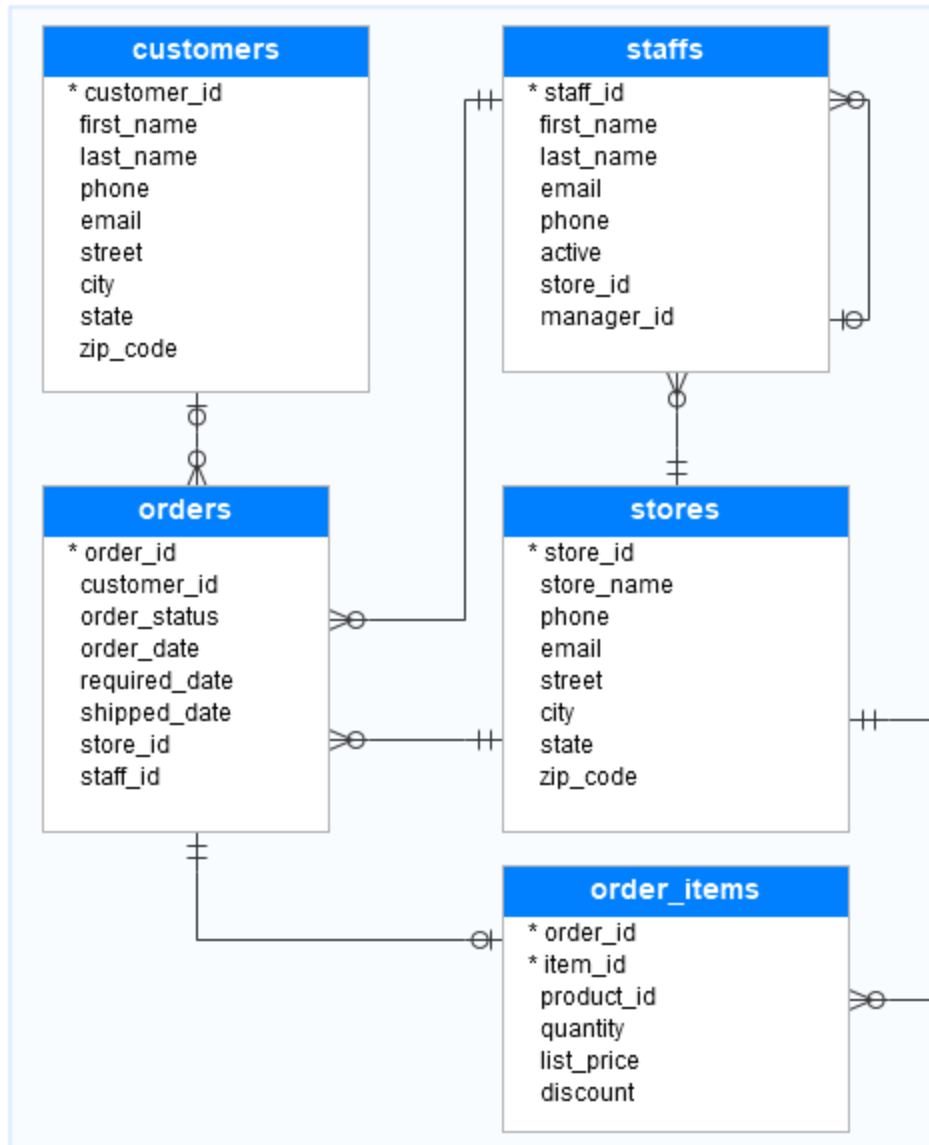 customers
* customer_id
first_name
last_name
phone
email
street
city
state
zip_code
staffs
* staff_id
first_name
last_name
email
phone
active
store_id
manager_id
orders
* order_id
customer_id
order_status
order_date
required_date
shipped_date
store_id
staff_id
stores
* store_id
store_name
phone
email
street
city
state
zip_code
order_items
* order_id
* item_id
product_id
quantity
list_price
discount